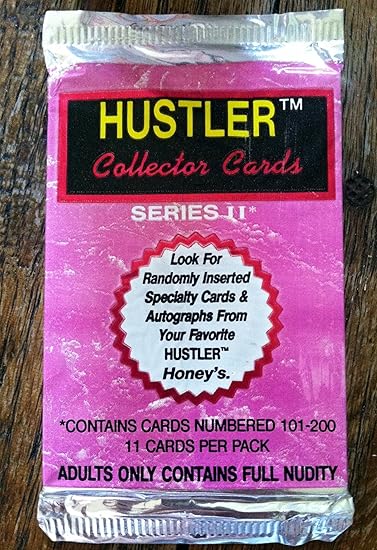 HUSTLER™
Collector Cards
SERIES II*
Look For
Randomly Inserted
Specialty Cards &
Autographs From
Your Favorite
HUSTLER™
Honey's.
*CONTAINS CARDS NUMBERED 101-200
11 CARDS PER PACK
ADULTS ONLY CONTAINS FULL NUDITY